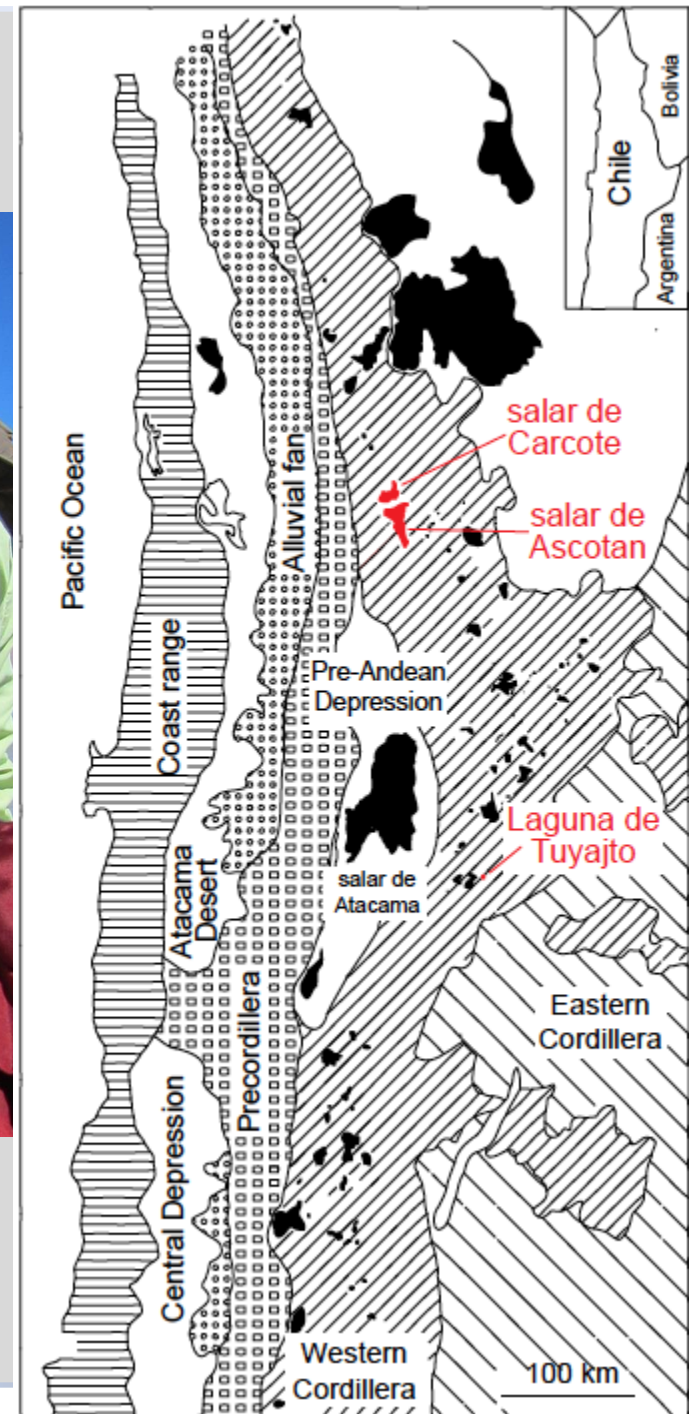 Bolivia
Chile
Argentina
salar de
Carcote
salar de
Ascotan
Pacific Ocean
Alluvial fan
Coast range
Pre-Andean
Depression
Laguna de
Tuyajto
salar de
Atacama
Atacama
Desert
Precordillera
Eastern
Cordillera
Central Depression
Western
Cordillera
100 km